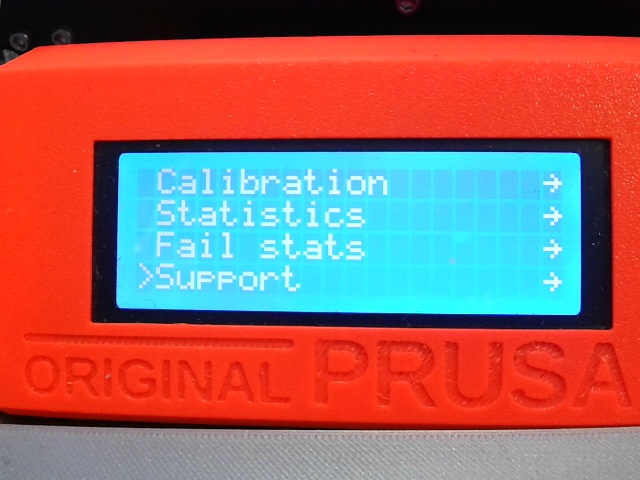 Calibration →
Statistics →
Fail stats →
>Support →
ORIGINAL PRUSA